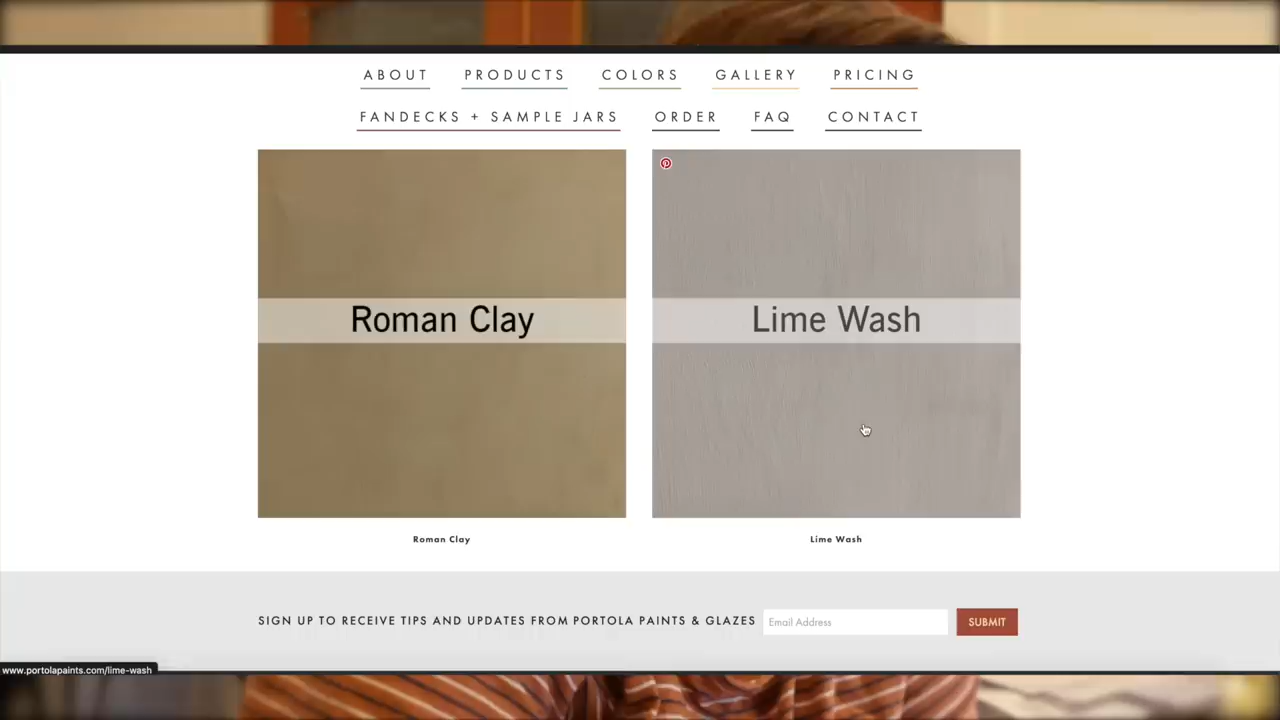 ABOUT PRODUCTS COLORS GALLERY PRICING
FANDECKS + SAMPLE JARS ORDER FAQ CONTACT
Roman Clay
Lime Wash
Roman Clay
Lime Wash
SIGN UP TO RECEIVE TIPS AND UPDATES FROM PORTOLA PAINTS & GLAZES Email Address SUBMIT
www.portolapaints.com/lime-wash